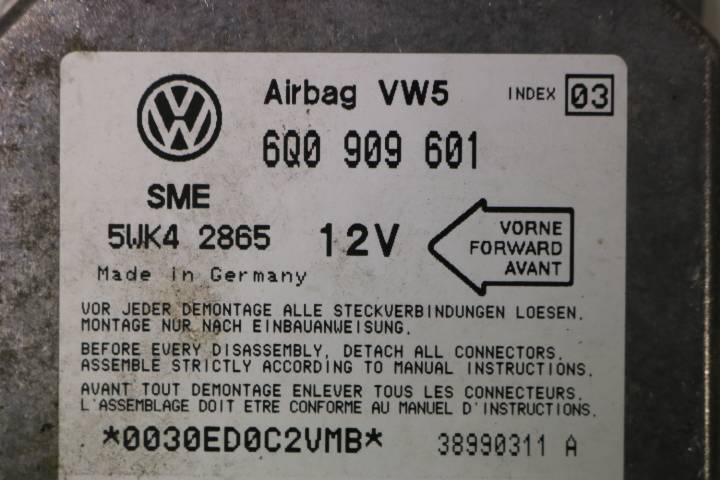 Airbag VW5 INDEX 03
6Q0 909 601
SME
5WK4 2865 12V
VORNE
FORWARD
AVANT
Made in Germany
VOR JEDER DEMONTAGE ALLE STECKVERBINDUNGEN LOESEN.
MONTAGE NUR NACH EINBAUANWEISUNG.
BEFORE EVERY DISASSEMBLY, DETACH ALL CONNECTORS.
ASSEMBLE STRICTLY ACCORDING TO MANUAL INSTRUCTIONS.
AVANT TOUT DEMONTAGE ENLEVER TOUS LES CONNECTEURS.
L'ASSEMBLAGE DOIT ETRE CONFORME AU MANUEL D'INSTRUCTIONS.
*0030ED0C2VMB* 38990311 A